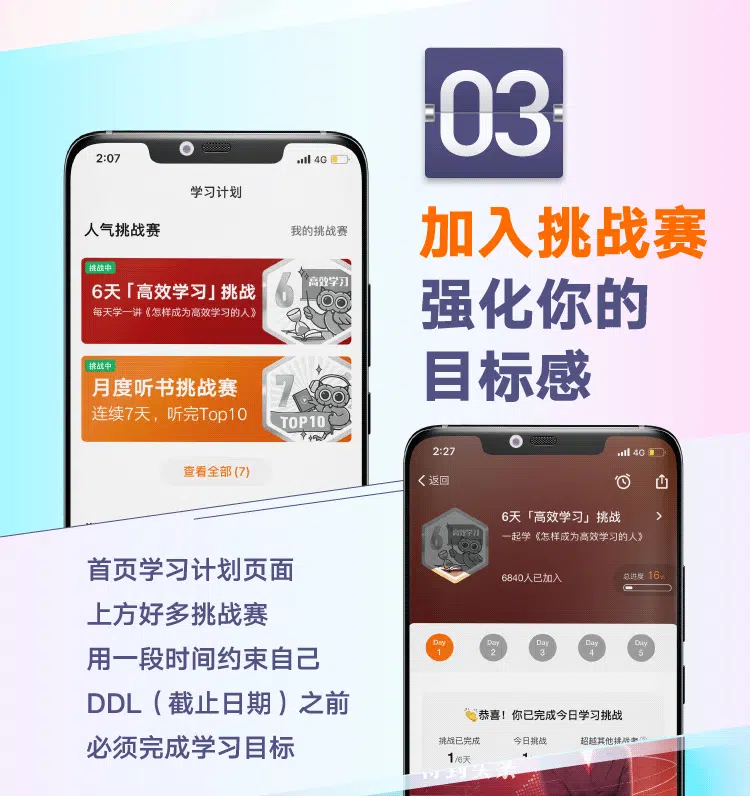 03
加入挑战赛
强化你的
目标感
2:07
4G
学习计划
人气挑战赛
我的挑战赛
挑战中
6天「高效学习」挑战
每天学一讲《怎样成为高效学习的人》
6
高效学习
挑战中
月度听书挑战赛
连续7天，听完Top10
7
TOP10
查看全部 (7)
首页学习计划页面
上方好多挑战赛
用一段时间约束自己
DDL（截止日期）之前
必须完成学习目标
2:27
4G
返回
6
高效学习
6天「高效学习」挑战
一起学《怎样成为高效学习的人》
6840人已加入
总进度 16%
Day 1
Day 2
Day 3
Day 4
Day 5
👏恭喜！你已完成今日学习挑战
挑战已完成
今日挑战
超越其他挑战者
1/6天
1
得到头条